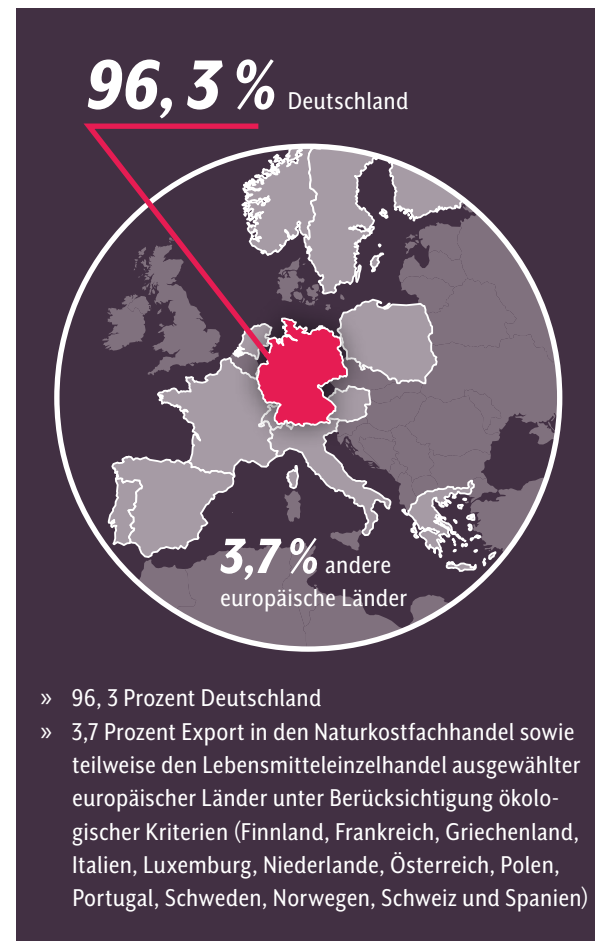 96, 3 % Deutschland
3,7 % andere
europäische Länder
» 96, 3 Prozent Deutschland
» 3,7 Prozent Export in den Naturkostfachhandel sowie
teilweise den Lebensmitteleinzelhandel ausgewählter
europäischer Länder unter Berücksichtigung ökolo-
gischer Kriterien (Finnland, Frankreich, Griechenland,
Italien, Luxemburg, Niederlande, Österreich, Polen,
Portugal, Schweden, Norwegen, Schweiz und Spanien)